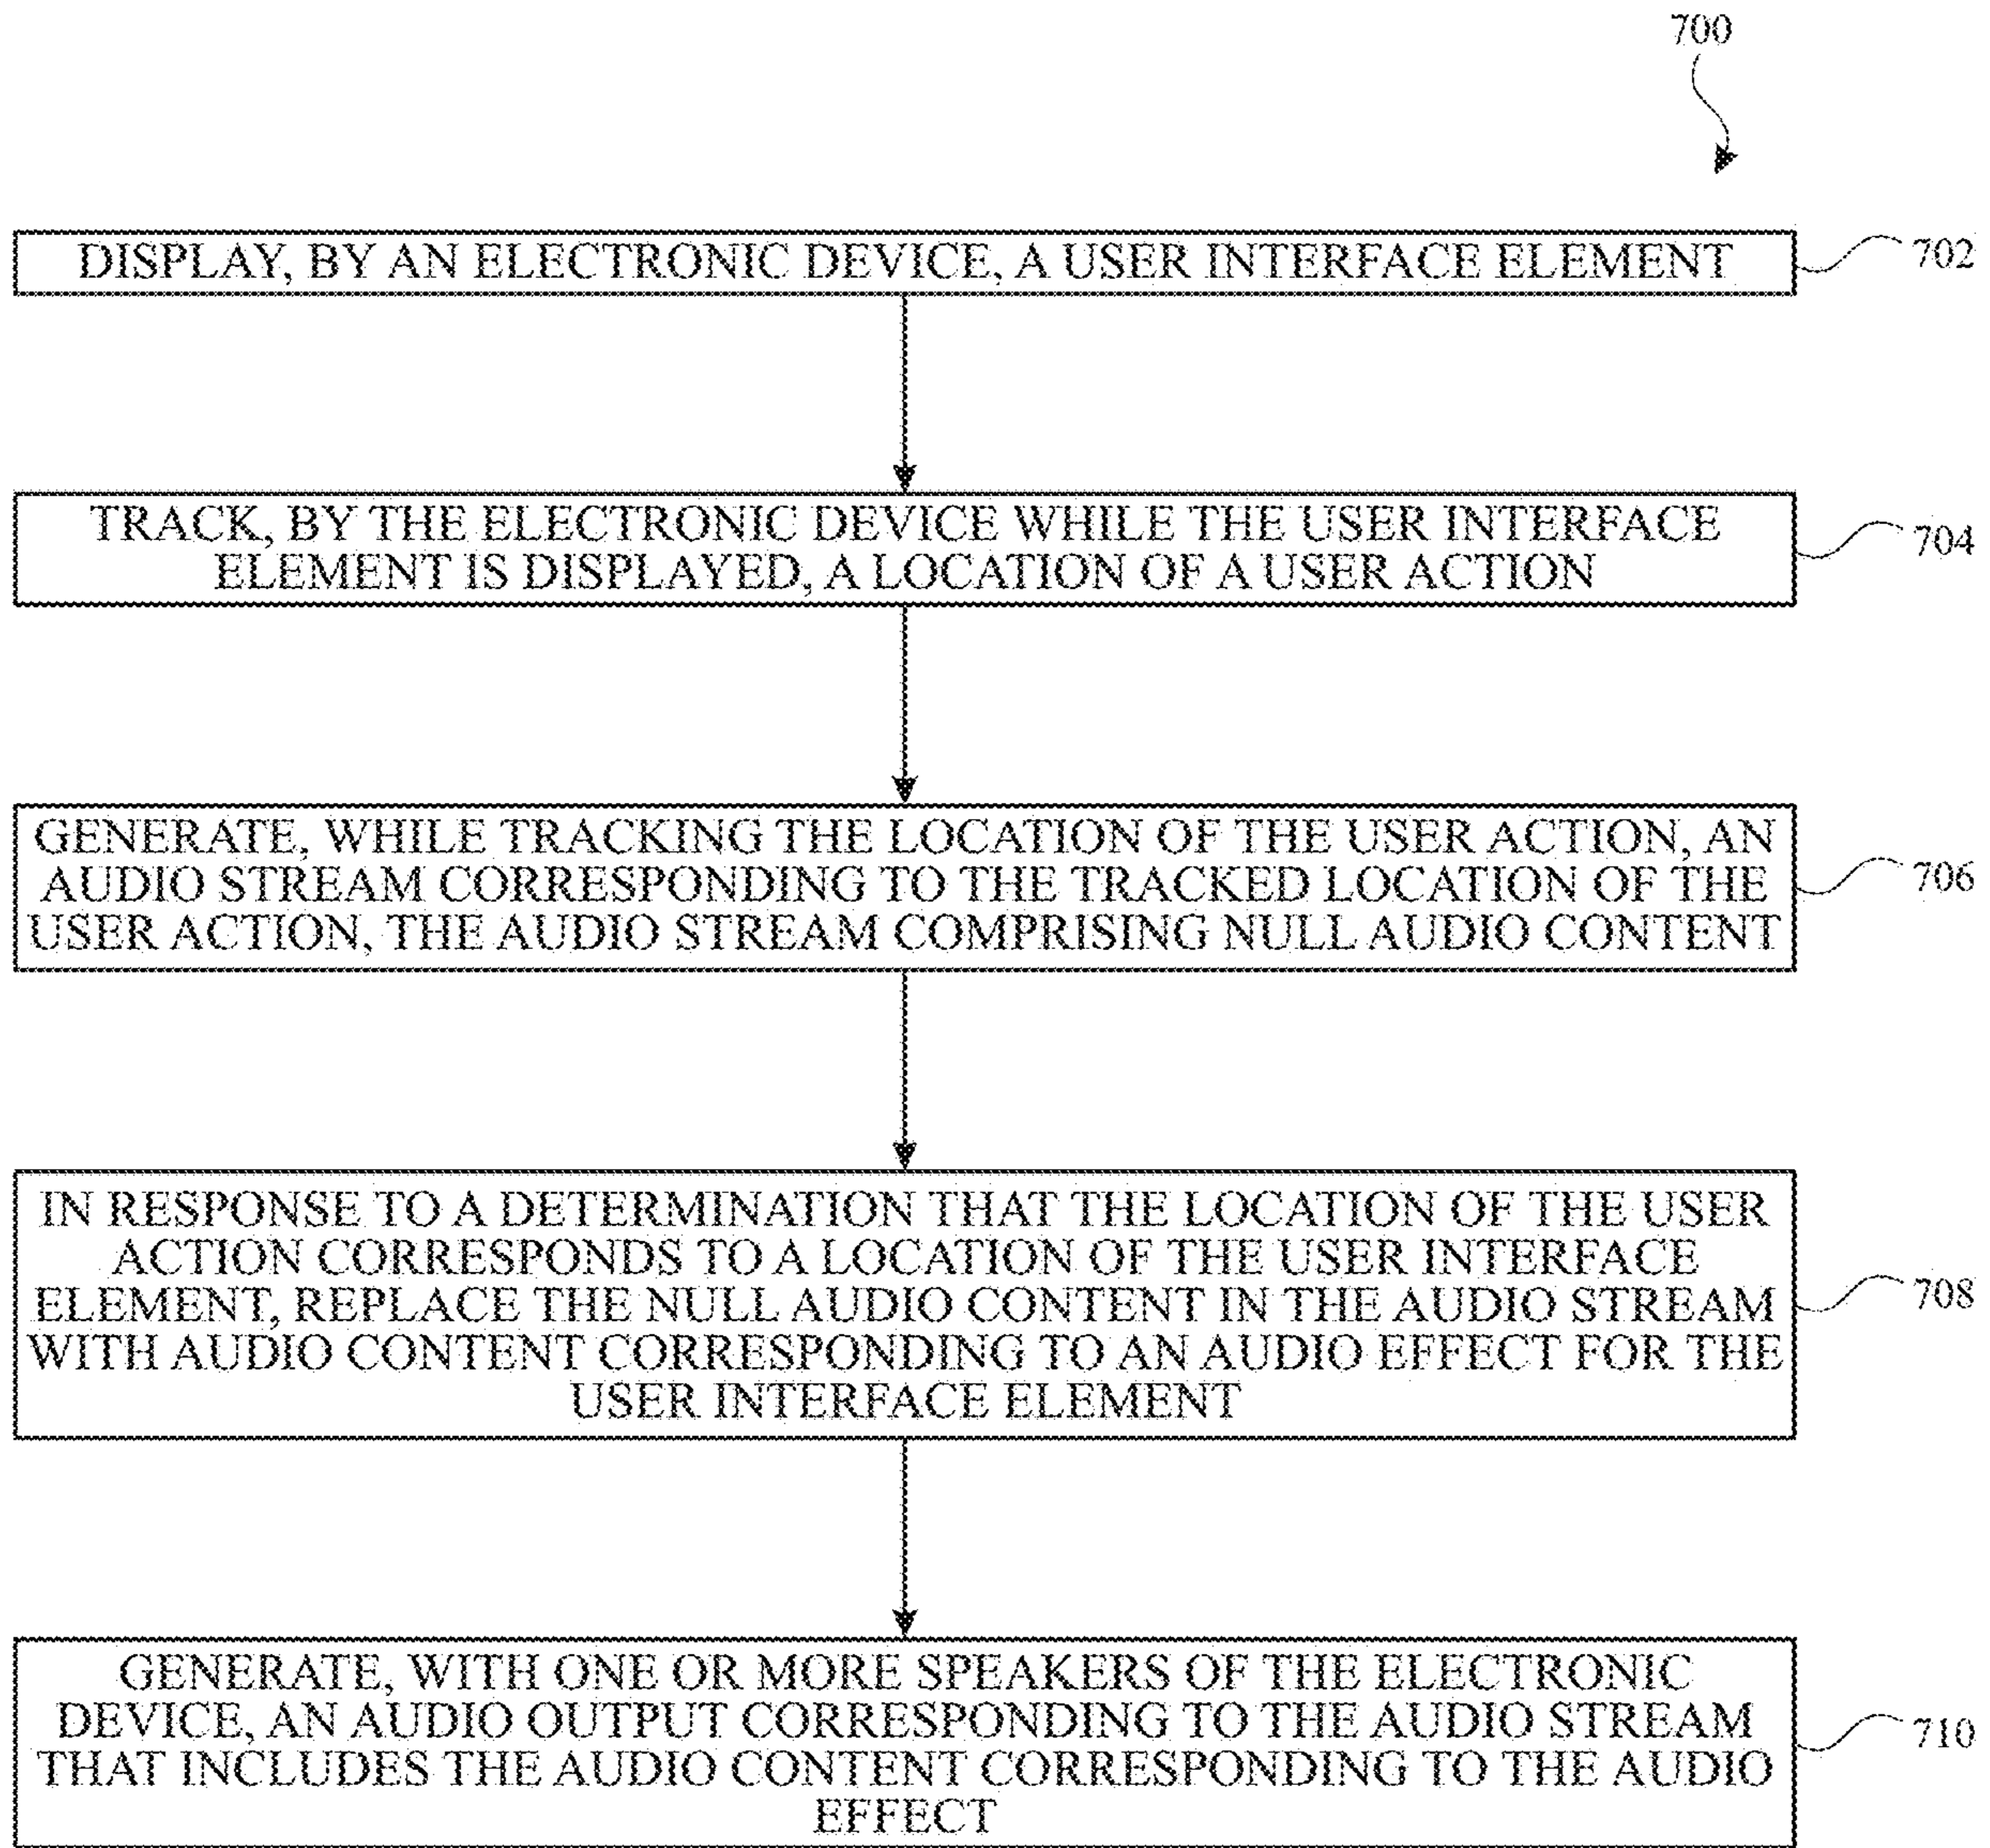 700
DISPLAY, BY AN ELECTRONIC DEVICE, A USER INTERFACE ELEMENT
702
TRACK, BY THE ELECTRONIC DEVICE WHILE THE USER INTERFACE
ELEMENT IS DISPLAYED, A LOCATION OF A USER ACTION
704
GENERATE, WHILE TRACKING THE LOCATION OF THE USER ACTION, AN
AUDIO STREAM CORRESPONDING TO THE TRACKED LOCATION OF THE
USER ACTION, THE AUDIO STREAM COMPRISING NULL AUDIO CONTENT
706
IN RESPONSE TO A DETERMINATION THAT THE LOCATION OF THE USER
ACTION CORRESPONDS TO A LOCATION OF THE USER INTERFACE
ELEMENT, REPLACE THE NULL AUDIO CONTENT IN THE AUDIO STREAM
WITH AUDIO CONTENT CORRESPONDING TO AN AUDIO EFFECT FOR THE
USER INTERFACE ELEMENT
708
GENERATE, WITH ONE OR MORE SPEAKERS OF THE ELECTRONIC
DEVICE, AN AUDIO OUTPUT CORRESPONDING TO THE AUDIO STREAM
THAT INCLUDES THE AUDIO CONTENT CORRESPONDING TO THE AUDIO
EFFECT
710